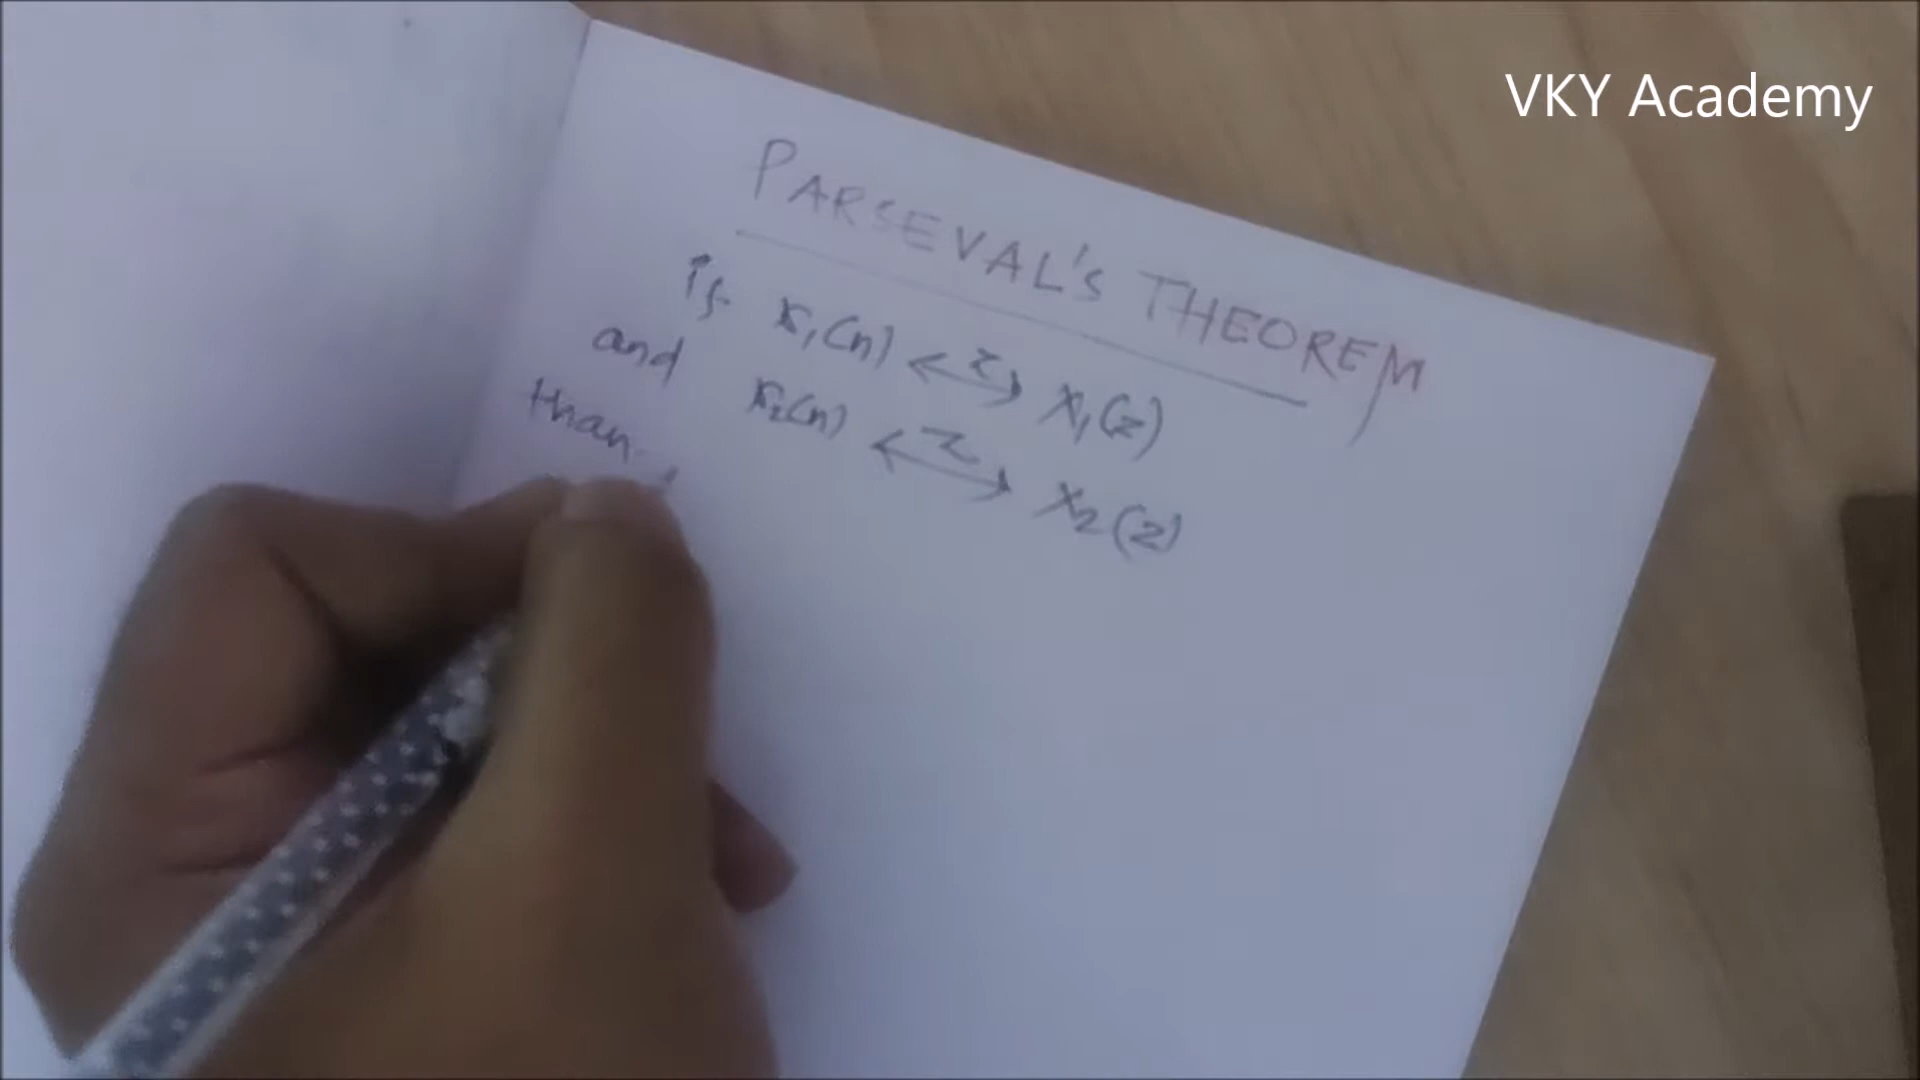 VKY Academy
PARSEVAL'S THEOREM
if x₁(n) ⟷ᶻ X₁(z)
and x₂(n) ⟷ᶻ X₂(z)
than